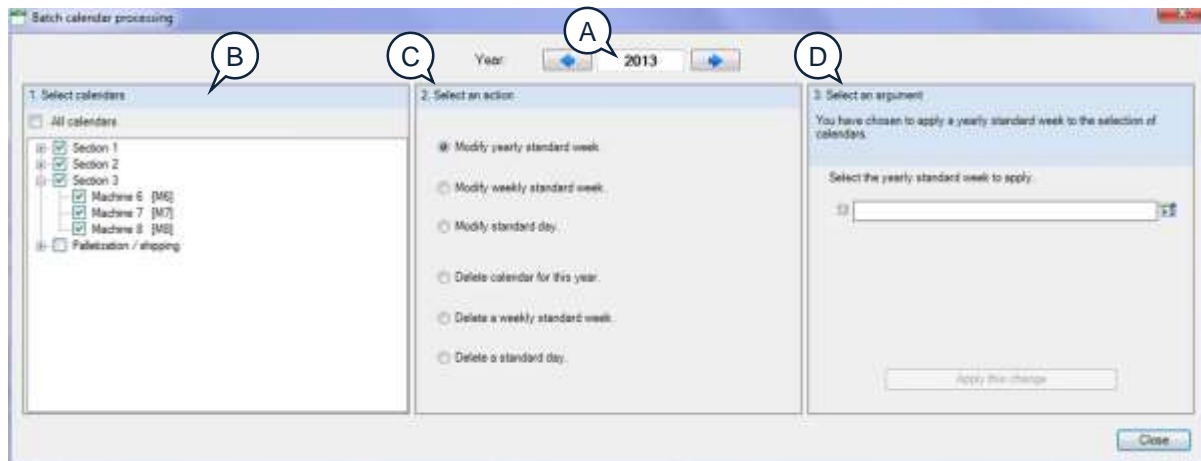 Batch calendar processing
A
B
C
D
Year
2013
1. Select calendars
All calendars
Section 1
Section 2
Section 3
Machine 6 [M6]
Machine 7 [M7]
Machine 8 [M8]
Palletization / shipping
2. Select an action
Modify yearly standard week.
Modify weekly standard week.
Modify standard day.
Delete calendar for this year.
Delete a weekly standard week.
Delete a standard day.
3. Select an argument
You have chosen to apply a yearly standard week to the selection of
calendars.
Select the yearly standard week to apply.
Apply this change
Close